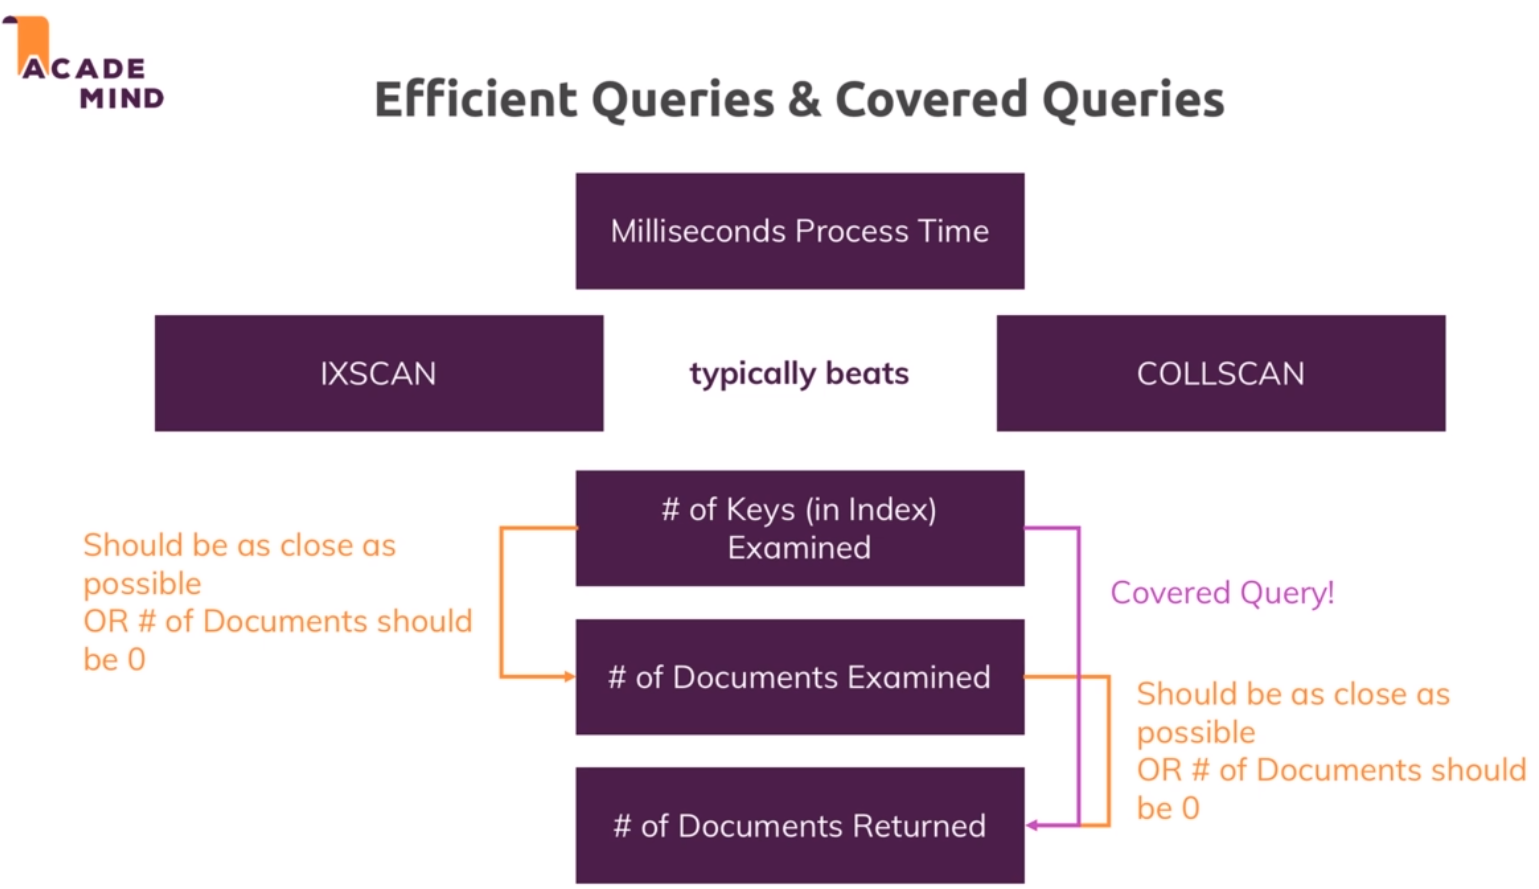 ACADE
MIND
Efficient Queries & Covered Queries
Milliseconds Process Time
IXSCAN
typically beats
COLLSCAN
# of Keys (in Index)
Examined
Should be as close as
possible
OR # of Documents should
be 0
Covered Query!
# of Documents Examined
Should be as close as
possible
OR # of Documents should
be 0
# of Documents Returned